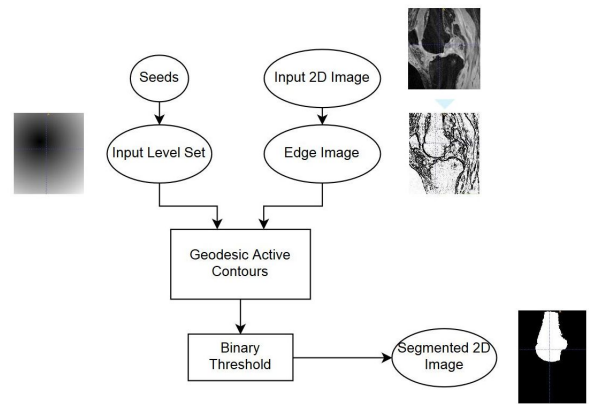 Seeds
Input 2D Image
Input Level Set
Edge Image
Geodesic Active
Contours
Binary
Threshold
Segmented 2D
Image